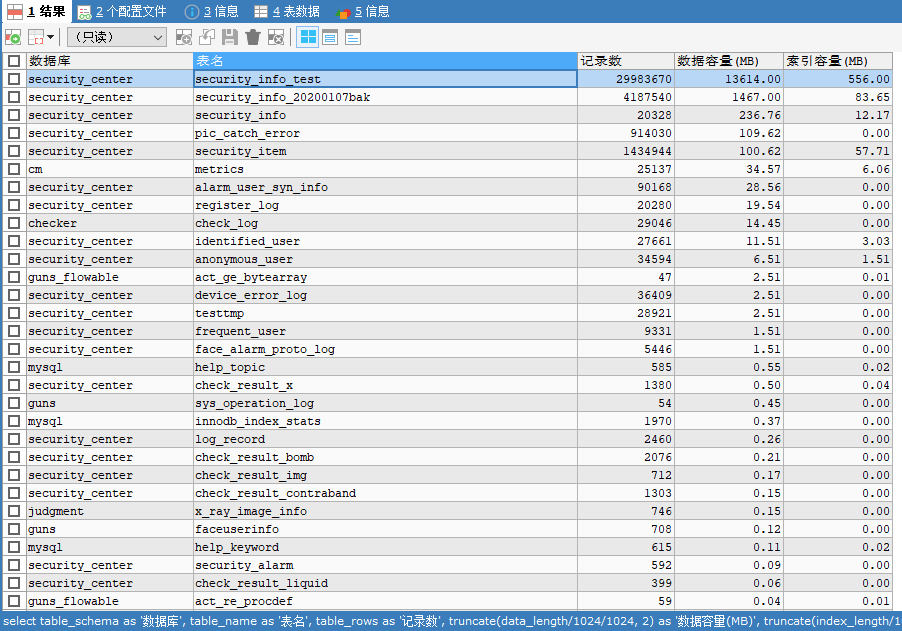 1 结果 2 个配置文件 3 信息 4 表数据 5 信息
（只读）
数据库 表名 记录数 数据容量(MB) 索引容量(MB)
security_center security_info_test 29983670 13614.00 556.00
security_center security_info_20200107bak 4187540 1467.00 83.65
security_center security_info 20328 236.76 12.17
security_center pic_catch_error 914030 109.62 0.00
security_center security_item 1434944 100.62 57.71
cm metrics 25137 34.57 6.06
security_center alarm_user_syn_info 90168 28.56 0.00
security_center register_log 20280 19.54 0.00
checker check_log 29046 14.45 0.00
security_center identified_user 27661 11.51 3.03
security_center anonymous_user 34594 6.51 1.51
guns_flowable act_ge_bytearray 47 2.51 0.01
security_center device_error_log 36409 2.51 0.00
security_center testtmp 28921 2.51 0.00
security_center frequent_user 9331 1.51 0.00
security_center face_alarm_proto_log 5446 1.51 0.00
mysql help_topic 585 0.55 0.02
security_center check_result_x 1380 0.50 0.04
guns sys_operation_log 54 0.45 0.00
mysql innodb_index_stats 1970 0.37 0.00
security_center log_record 2460 0.26 0.00
security_center check_result_bomb 2076 0.21 0.00
security_center check_result_img 712 0.17 0.00
security_center check_result_contraband 1303 0.15 0.00
judgment x_ray_image_info 746 0.15 0.00
guns faceuserinfo 708 0.12 0.00
mysql help_keyword 615 0.11 0.02
security_center security_alarm 592 0.09 0.00
security_center check_result_liquid 399 0.06 0.00
guns_flowable act_re_procdef 59 0.04 0.01
select table_schema as '数据库', table_name as '表名', table_rows as '记录数', truncate(data_length/1024/1024, 2) as '数据容量(MB)', truncate(index_length/1